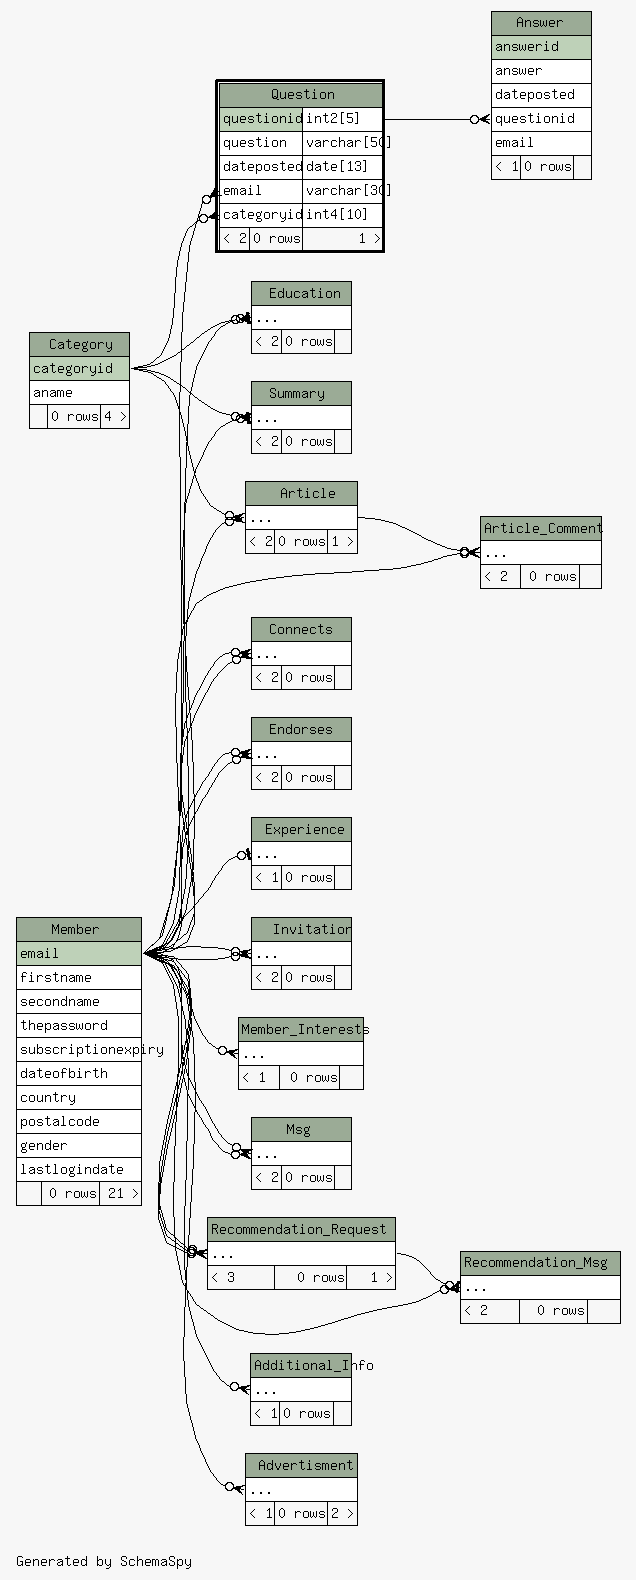 Answer
answerid
answer
dateposted
questionid
email
< 1 0 rows
Question
questionid int2[5]
question varchar[50]
dateposted date[13]
email varchar[30]
categoryid int4[10]
< 2 0 rows 1 >
Education
...
< 2 0 rows
Category
categoryid
aname
0 rows 4 >
Summary
...
< 2 0 rows
Article
...
< 2 0 rows 1 >
Article_Comment
...
< 2 0 rows
Connects
...
< 2 0 rows
Endorses
...
< 2 0 rows
Experience
...
< 1 0 rows
Member
email
firstname
secondname
thepassword
subscriptionexpiry
dateofbirth
country
postalcode
gender
lastlogindate
0 rows 21 >
Invitation
...
< 2 0 rows
Member_Interests
...
< 1 0 rows
Msg
...
< 2 0 rows
Recommendation_Request
...
< 3 0 rows 1 >
Recommendation_Msg
...
< 2 0 rows
Additional_Info
...
< 1 0 rows
Advertisment
...
< 1 0 rows 2 >
Generated by SchemaSpy